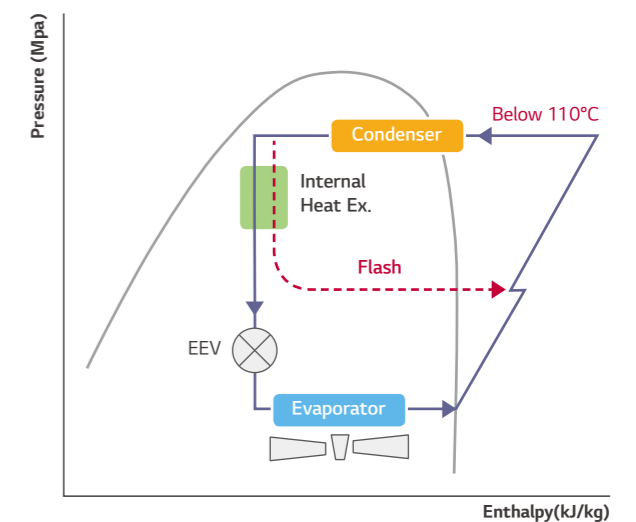 Pressure (Mpa)
Below 110°C
Condenser
Internal
Heat Ex.
Flash
EEV
Evaporator
Enthalpy(kJ/kg)